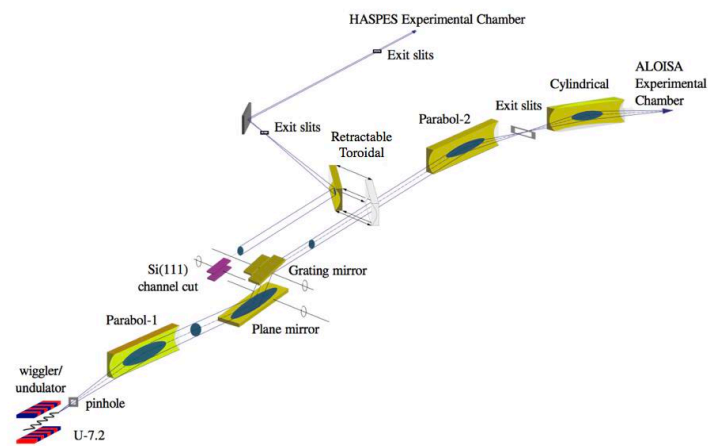 HASPES Experimental Chamber
Exit slits
ALOISA
Experimental
Chamber
Cylindrical
Exit slits
Parabol-2
Exit slits
Retractable
Toroidal
Si(111)
channel cut
Grating mirror
Plane mirror
Parabol-1
wiggler/
undulator
pinhole
U-7.2